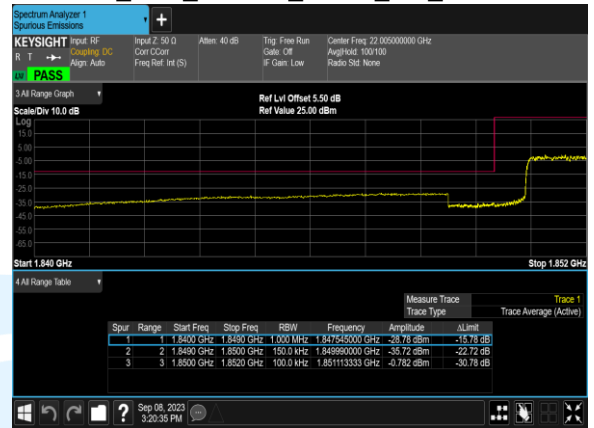 Spectrum Analyzer 1
Spurious Emissions
+
KEYSIGHT Input: RF Input Z: 50 Ω Atten: 40 dB Trig: Free Run Center Freq: 22.005000000 GHz
R T Coupling: DC Corr CCorr Gate: Off Avg|Hold: 100/100
Align: Auto Freq Ref: Int (S) IF Gain: Low Radio Std: None
PASS
3 All Range Graph
Ref Lvl Offset 5.50 dB
Scale/Div 10.0 dB Ref Value 25.00 dBm
Log
15.0
5.00
-5.00
-15.0
-25.0
-35.0
-45.0
-55.0
-65.0
Start 1.840 GHz Stop 1.852 GHz
4 All Range Table
Measure Trace Trace 1
Trace Type Trace Average (Active)
Spur Range Start Freq Stop Freq RBW Frequency Amplitude ΔLimit
1 1 1.8400 GHz 1.8490 GHz 1.000 MHz 1.847545000 GHz -28.78 dBm -15.78 dB
2 2 1.8490 GHz 1.8500 GHz 150.0 kHz 1.849990000 GHz -35.72 dBm -22.72 dB
3 3 1.8500 GHz 1.8520 GHz 100.0 kHz 1.851113333 GHz -0.782 dBm -30.78 dB
? Sep 08, 2023
3:20:35 PM